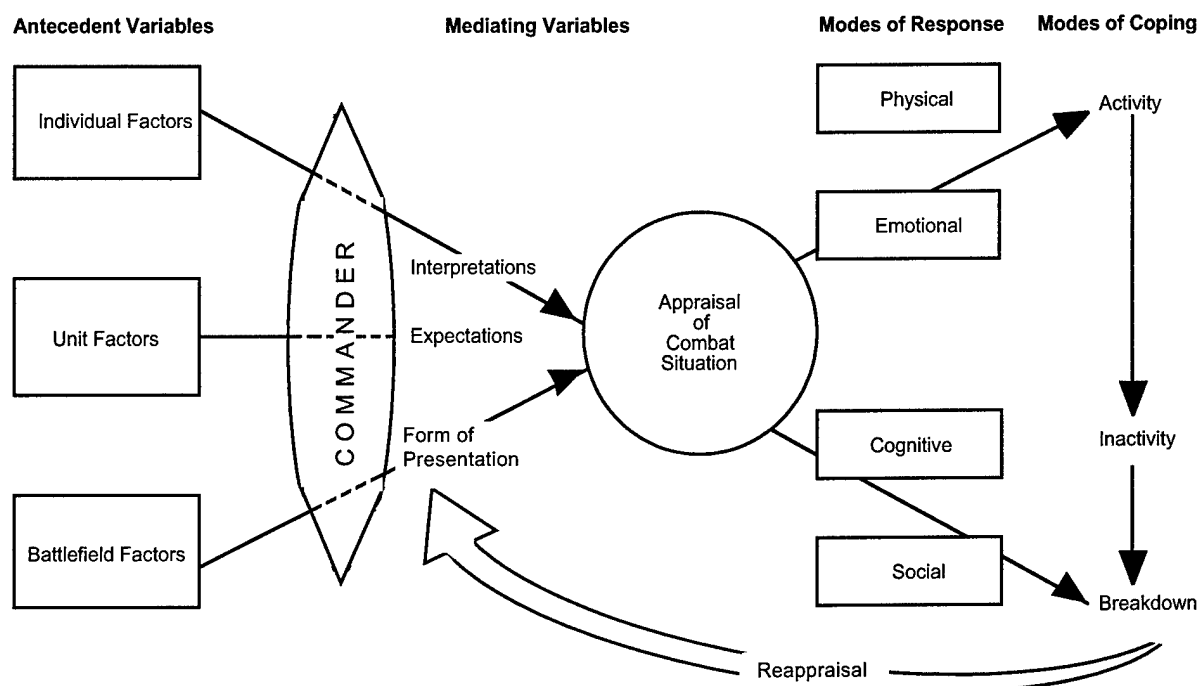 Antecedent Variables
Mediating Variables
Modes of Response
Modes of Coping
Individual Factors
Unit Factors
Battlefield Factors
COMMANDER
Interpretations
Expectations
Form of
Presentation
Appraisal
of
Combat
Situation
Physical
Emotional
Cognitive
Social
Activity
Inactivity
Breakdown
Reappraisal